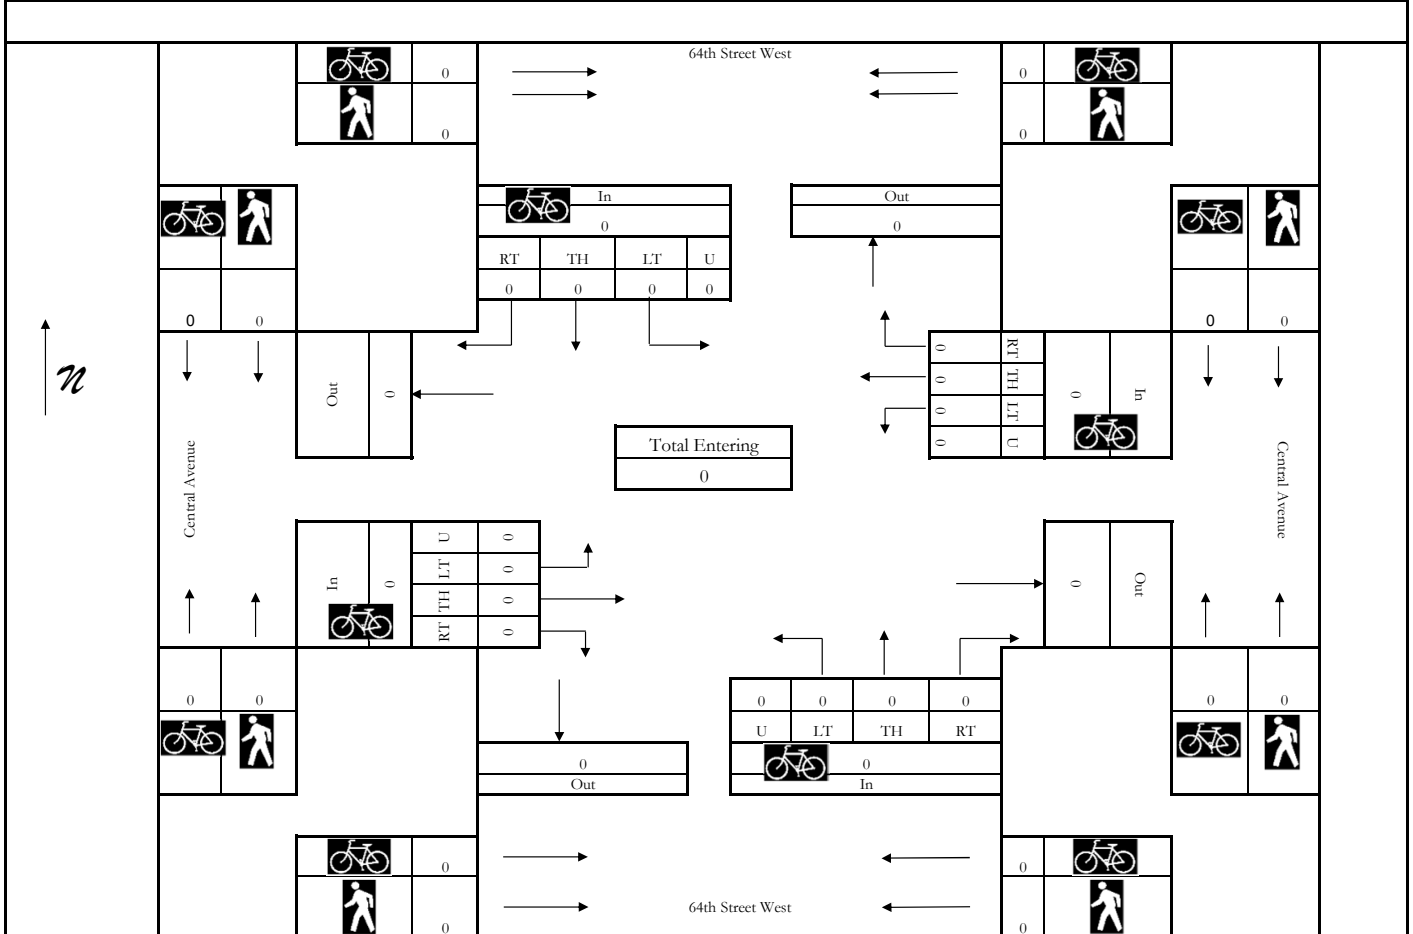 64th Street West
0 0
0 0
In Out
0 0
RT TH LT U
0 0 0 0
0 0 0 0
N
Out 0
0 RT
0 TH
0 LT
0 U
0 In
Total Entering
0
Central Avenue
Central Avenue
In 0
U 0
LT 0
TH 0
RT 0
0 Out
0 0 0 0
0 0 0 0
U LT TH RT
0 0
Out In
0 0
64th Street West
0 0